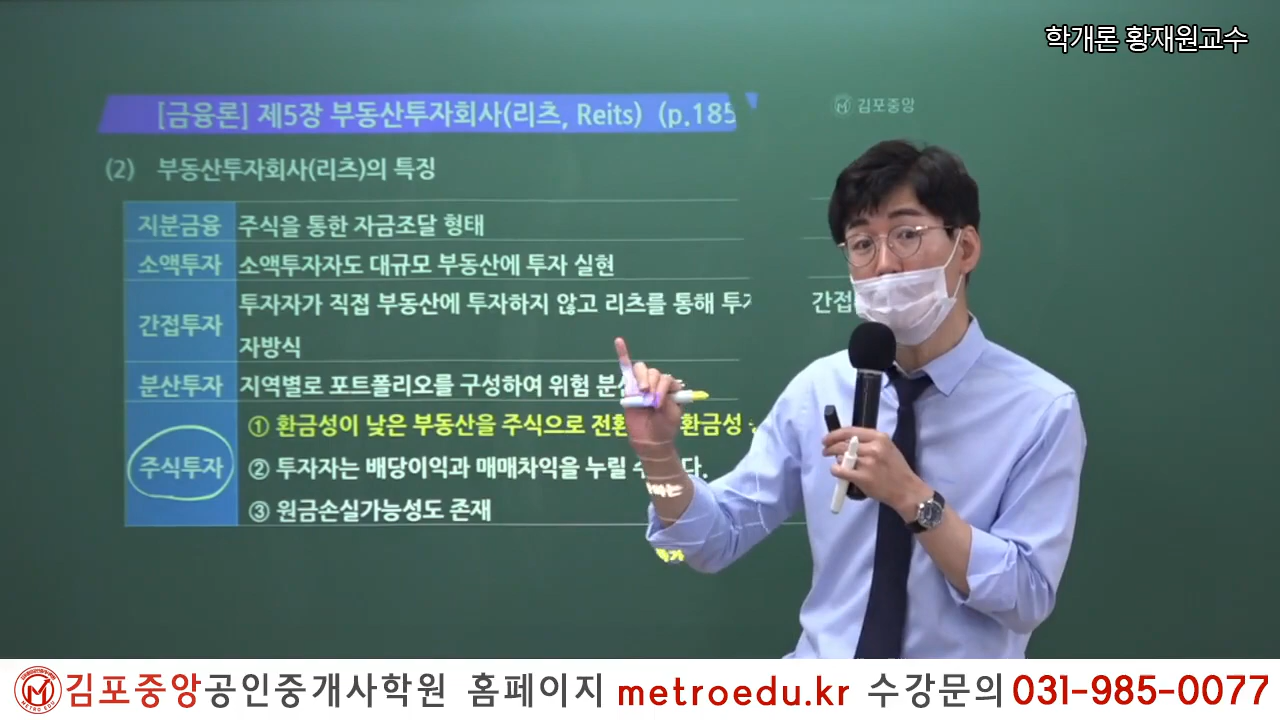 학개론 황재원교수
[금융론] 제5장 부동산투자회사(리츠, Reits) (p.185
김포중앙
(2) 부동산투자회사(리츠)의 특징
지분금융 주식을 통한 자금조달 형태
소액투자 소액투자자도 대규모 부동산에 투자 실현
간접투자 투자자가 직접 부동산에 투자하지 않고 리츠를 통해 간접
자방식
분산투자 지역별로 포트폴리오를 구성하여 위험
주식투자 ① 환금성이 낮은 부동산을 주식으로 환금성
② 투자자는 배당이익과 매매차익을 누릴
③ 원금손실가능성도 존재
김포중앙공인중개사학원 홈페이지 metroedu.kr 수강문의 031-985-0077